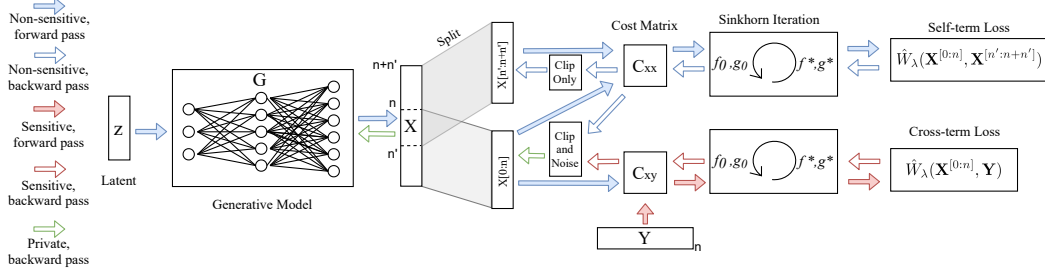 Non-sensitive,
forward pass
Non-sensitive,
backward pass
Sensitive,
forward pass
Sensitive,
backward pass
Private,
backward pass
Z
Latent
G
Generative Model
n+n'
n
n'
X
Split
X[n':n+n']
X[0:n]
Clip
Only
Clip
and
Noise
Cost Matrix
Cxx
Cxy
Y
n
Sinkhorn Iteration
f0,g0
f*,g*
f0,g0
f*,g*
Self-term Loss
Ŵλ(X^[0:n], X^[n':n+n'])
Cross-term Loss
Ŵλ(X^[0:n], Y)